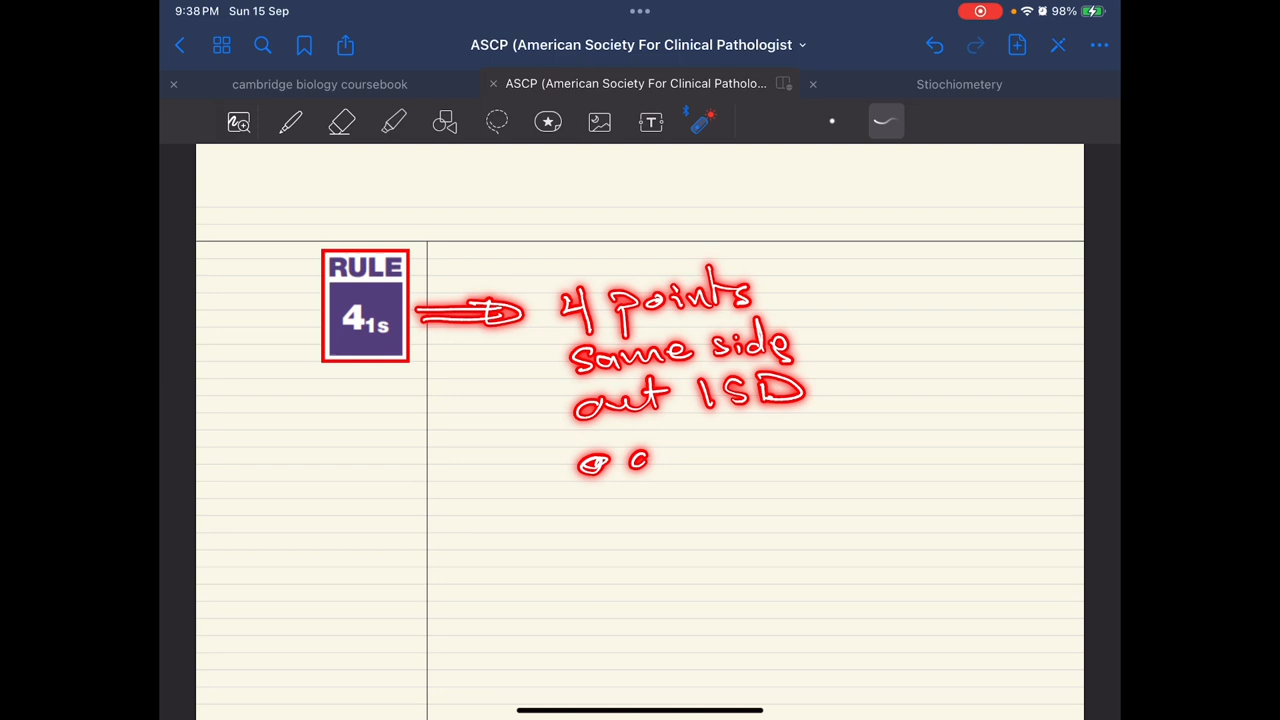 9:38 PM Sun 15 Sep
98%
ASCP (American Society For Clinical Pathologist
cambridge biology coursebook
ASCP (American Society For Clinical Patholo...
Stiochiometery
RULE
41s
4 points
same side
out 1SD